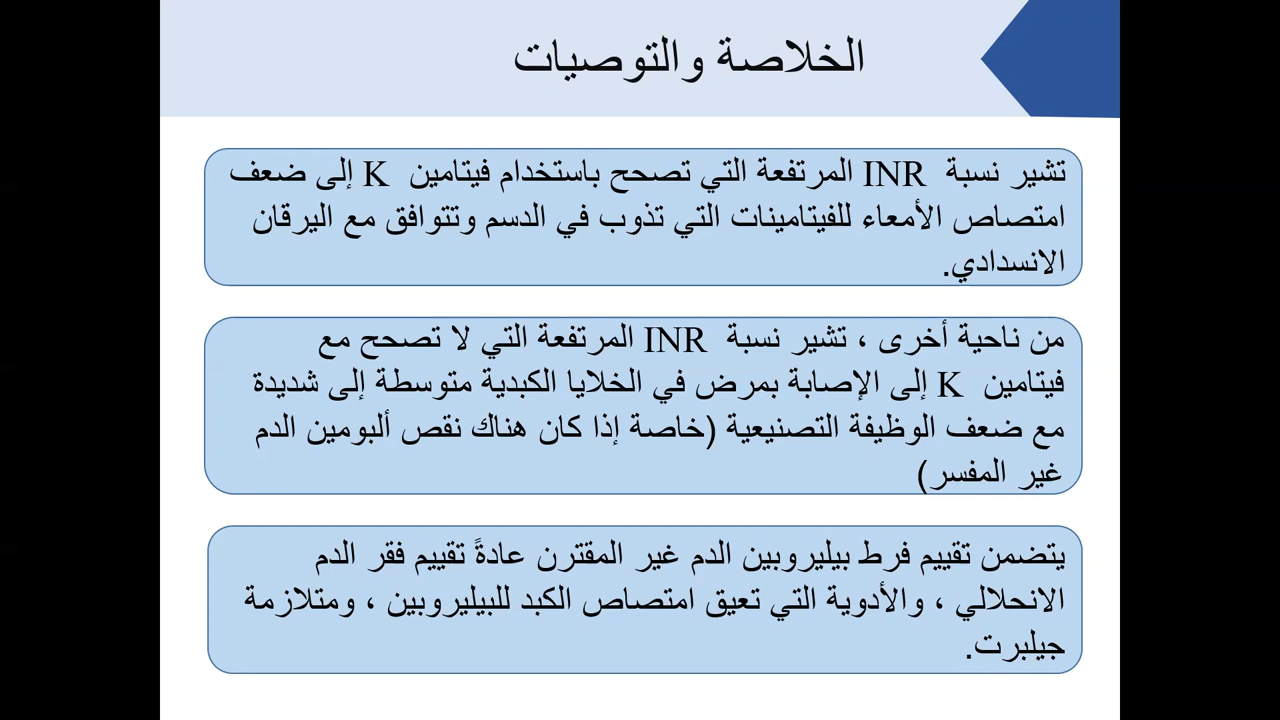 الخلاصة والتوصيات
تشير نسبة INR المرتفعة التي تصحح باستخدام فيتامين K إلى ضعف
امتصاص الأمعاء للفيتامينات التي تذوب في الدسم وتتوافق مع اليرقان
الانسدادي.
من ناحية أخرى ، تشير نسبة INR المرتفعة التي لا تصحح مع
فيتامين K إلى الإصابة بمرض في الخلايا الكبدية متوسطة إلى شديدة
مع ضعف الوظيفة التصنيعية (خاصة إذا كان هناك نقص ألبومين الدم
غير المفسر)
يتضمن تقييم فرط بيليروبين الدم غير المقترن عادةً تقييم فقر الدم
الانحلالي ، والأدوية التي تعيق امتصاص الكبد للبيليروبين ، ومتلازمة
جيلبرت.